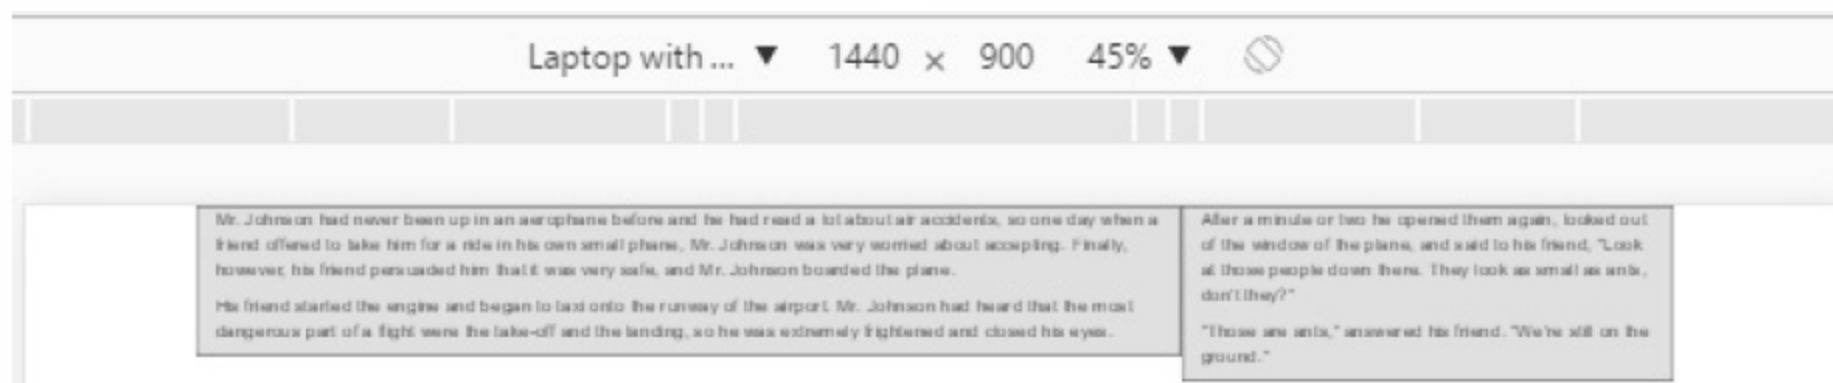 Laptop with ... ▼ 1440 × 900 45% ▼
Mr. Johnson had never been up in an aerophane before and he had read a lot about air accidents, so one day when a
friend offered to take him for a ride in his own small phane, Mr. Johnson was very worried about accepting. Finally,
however, his friend persuaded him that it was very safe, and Mr. Johnson boarded the plane.
His friend started the engine and began to taxi onto the runway of the airport. Mr. Johnson had heard that the most
dangerous part of a flight were the take-off and the landing, so he was extremely frightened and closed his eyes.
After a minute or two he opened them again, looked out
of the window of the plane, and said to his friend, "Look
at those people down there. They look as small as ants,
don't they?"
"Those are ants," answered his friend. "We're still on the
ground."